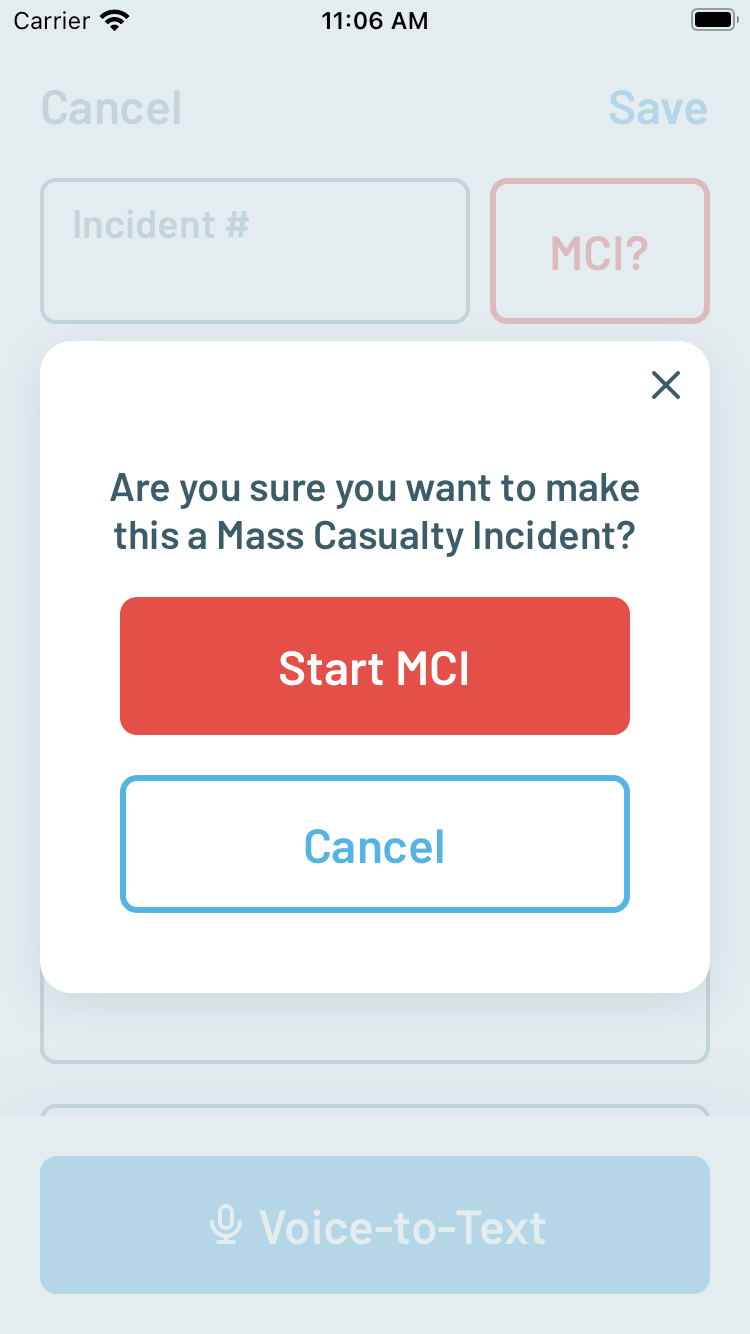 Carrier 11:06 AM
Cancel Save
Incident # MCI?
Are you sure you want to make
this a Mass Casualty Incident?
Start MCI
Cancel
Voice-to-Text